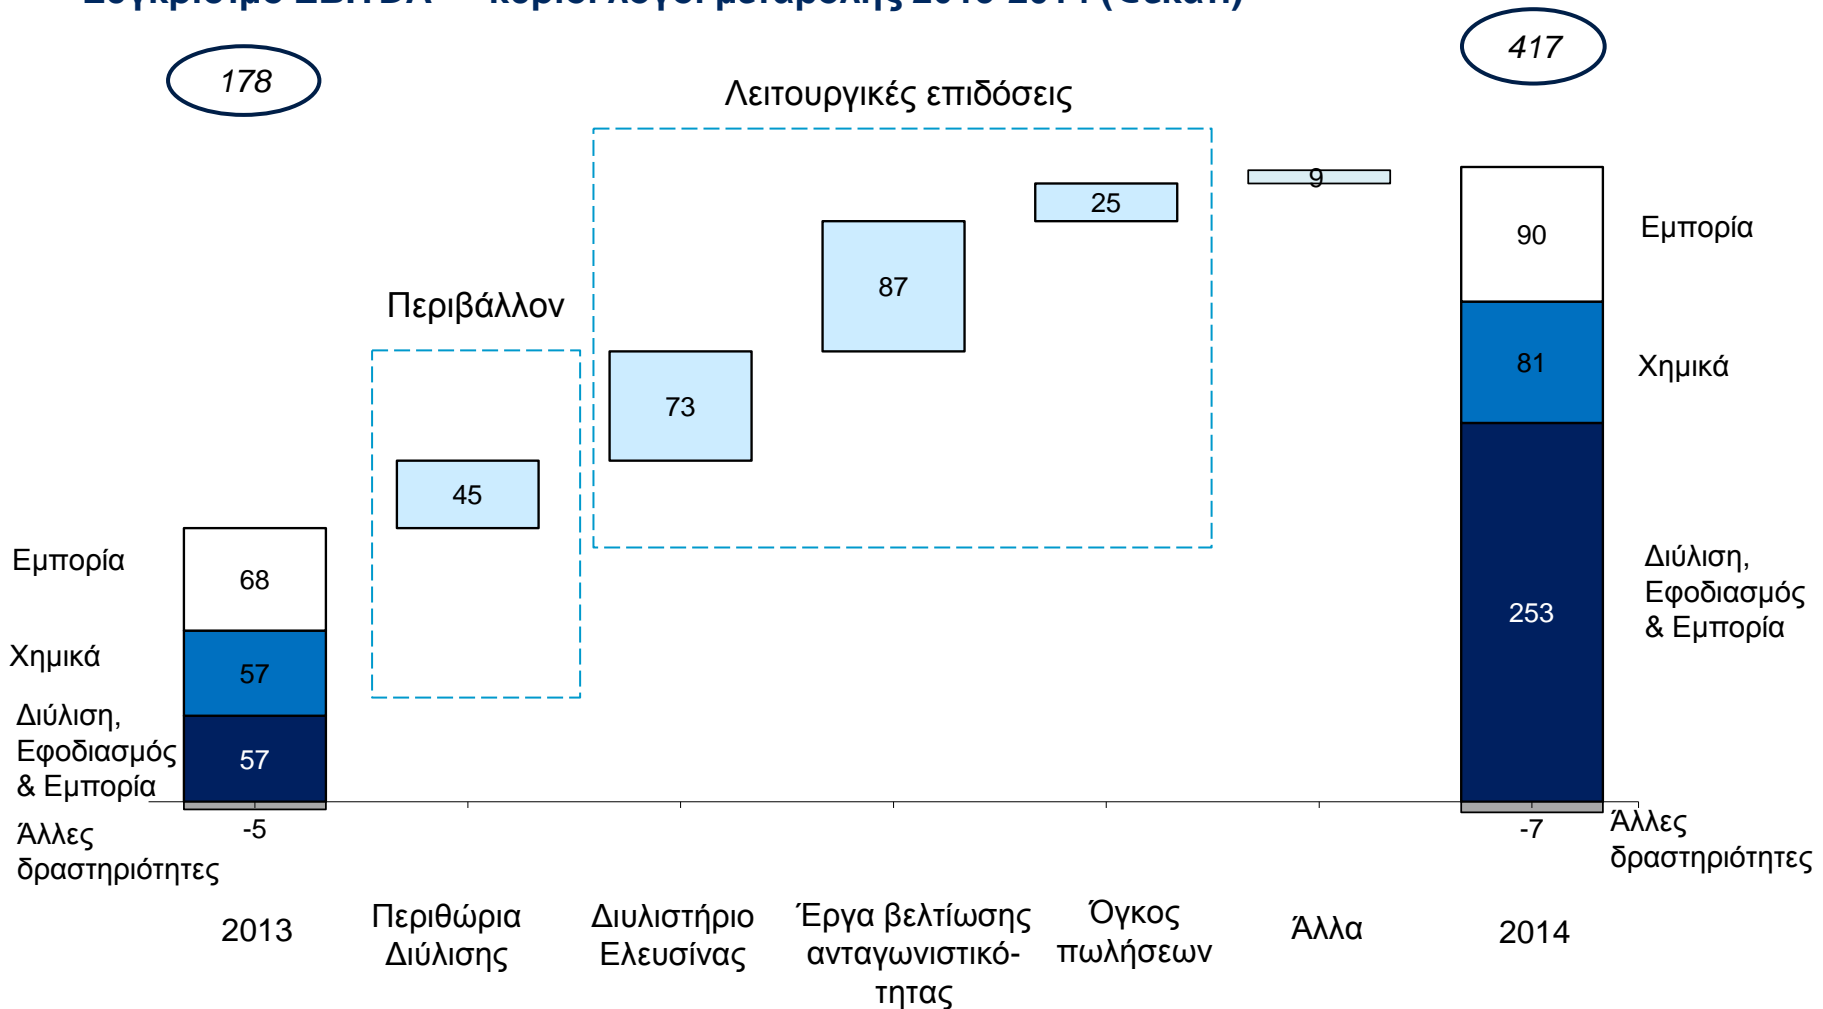 178
417
Λειτουργικές επιδόσεις
9
25
90
Εμπορία
87
Περιβάλλον
81
Χημικά
73
45
Εμπορία
68
Διύλιση,
Εφοδιασμός
& Εμπορία
253
Χημικά
57
Διύλιση,
Εφοδιασμός
& Εμπορία
57
Άλλες
δραστηριότητες
-5
-7
Άλλες
δραστηριότητες
2013
Περιθώρια
Διύλισης
Διυλιστήριο
Ελευσίνας
Έργα βελτίωσης
ανταγωνιστικό-
τητας
Όγκος
πωλήσεων
Άλλα
2014